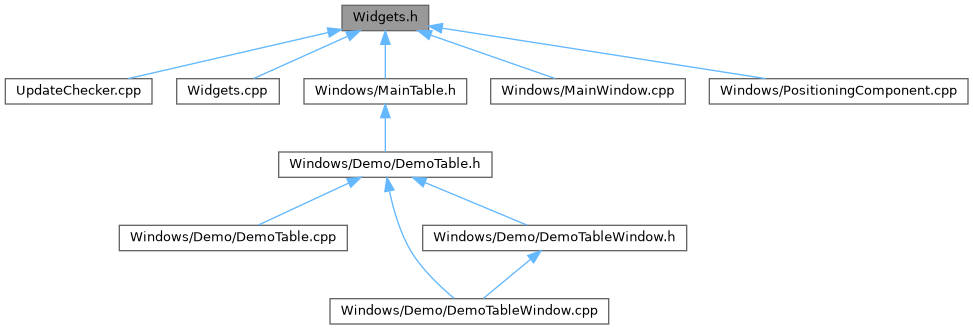 Widgets.h
UpdateChecker.cpp
Widgets.cpp
Windows/MainTable.h
Windows/MainWindow.cpp
Windows/PositioningComponent.cpp
Windows/Demo/DemoTable.h
Windows/Demo/DemoTable.cpp
Windows/Demo/DemoTableWindow.h
Windows/Demo/DemoTableWindow.cpp